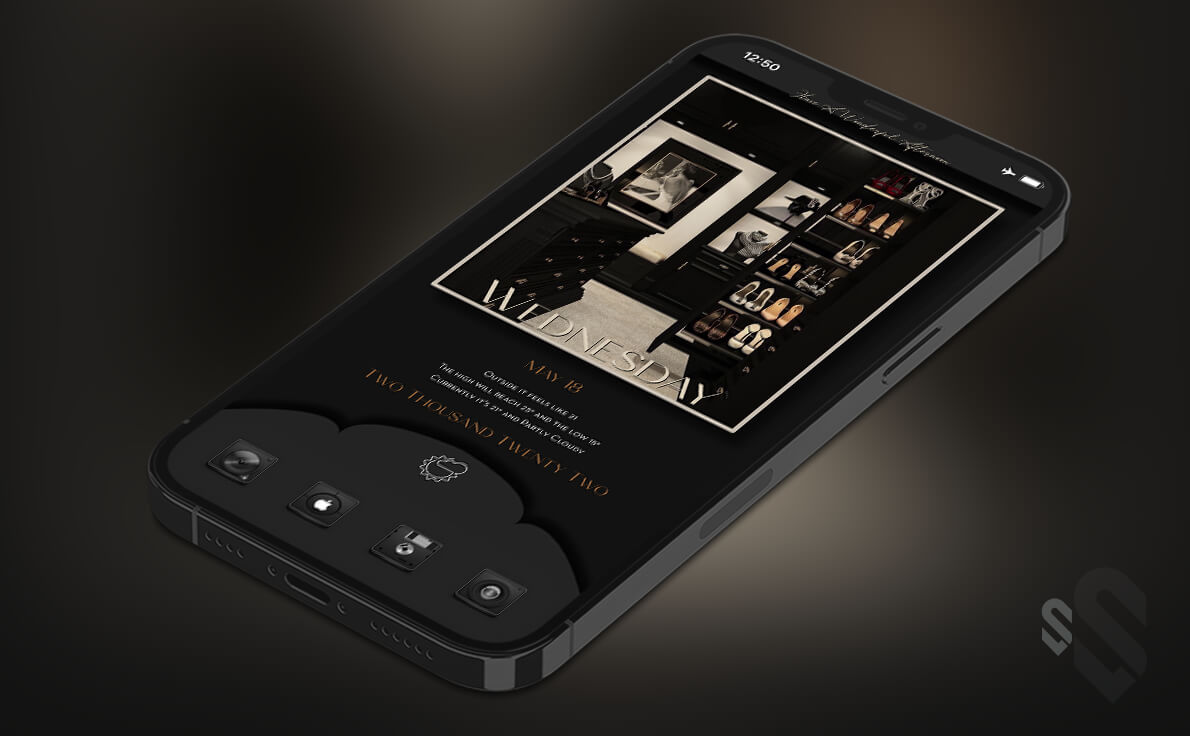 12:50
Have A Wonderful Afternoon
WEDNESDAY
MAY 18
OUTSIDE IT FEELS LIKE 21
THE HIGH WILL REACH 25° AND THE LOW 15°
CURRENTLY IT'S 21° AND PARTLY CLOUDY
TWO THOUSAND TWENTY TWO